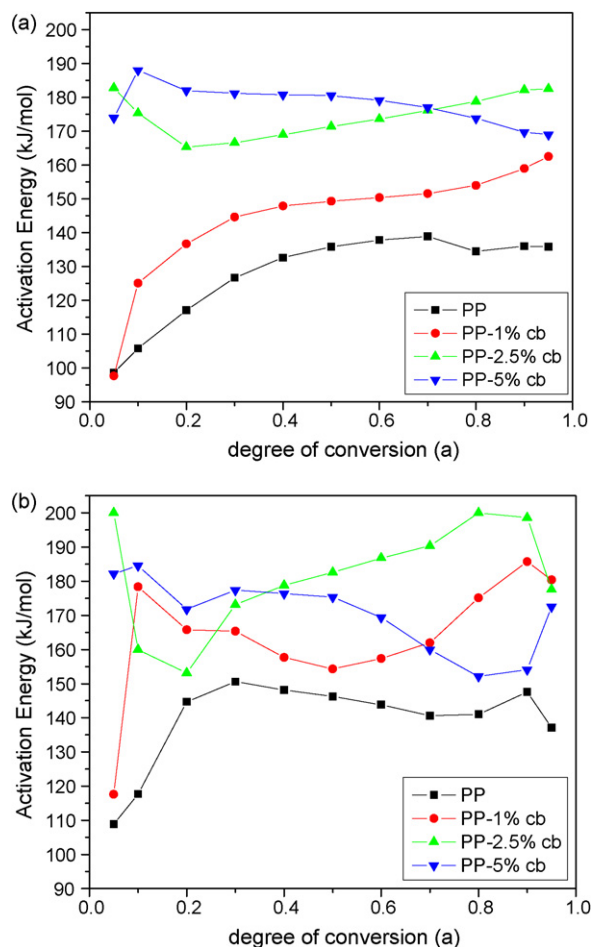 (a)
205
200
190
180
170
160
150
140
130
120
110
100
90
Activation Energy (kJ/mol)
PP
PP-1% cb
PP-2.5% cb
PP-5% cb
0.0 0.2 0.4 0.6 0.8 1.0
degree of conversion (a)
(b)
205
200
190
180
170
160
150
140
130
120
110
100
90
Activation Energy (kJ/mol)
PP
PP-1% cb
PP-2.5% cb
PP-5% cb
0.0 0.2 0.4 0.6 0.8 1.0
degree of conversion (a)